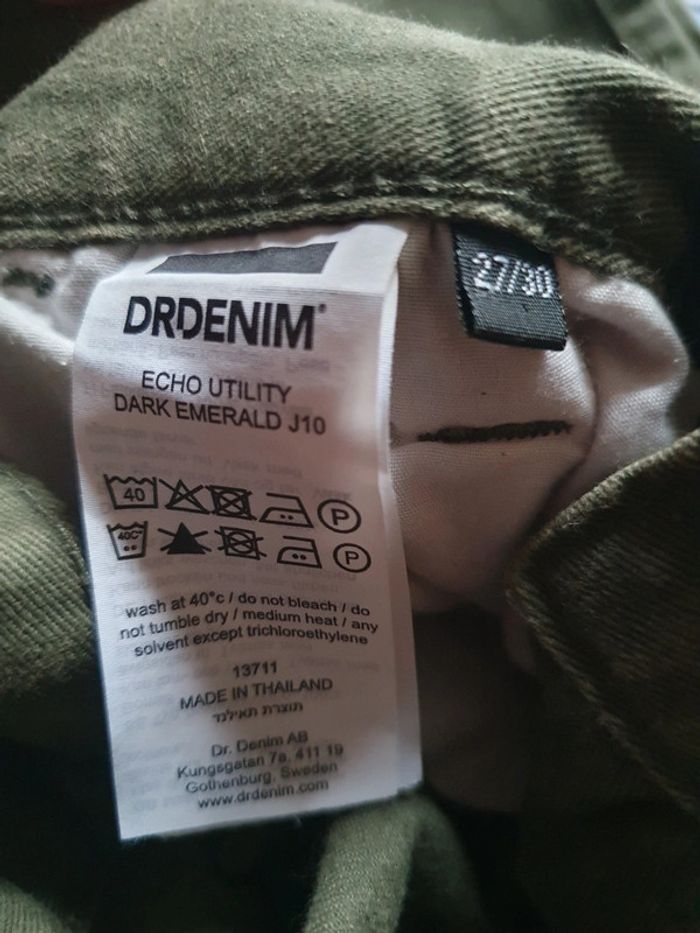 DRDENIM®
27/30
ECHO UTILITY
DARK EMERALD J10
40 P
40C° P
wash at 40°c / do not bleach / do
not tumble dry / medium heat / any
solvent except trichloroethylene
13711
MADE IN THAILAND
תוצרת תאילנד
Dr. Denim AB
Kungsgatan 7a, 411 19
Gothenburg, Sweden
www.drdenim.com